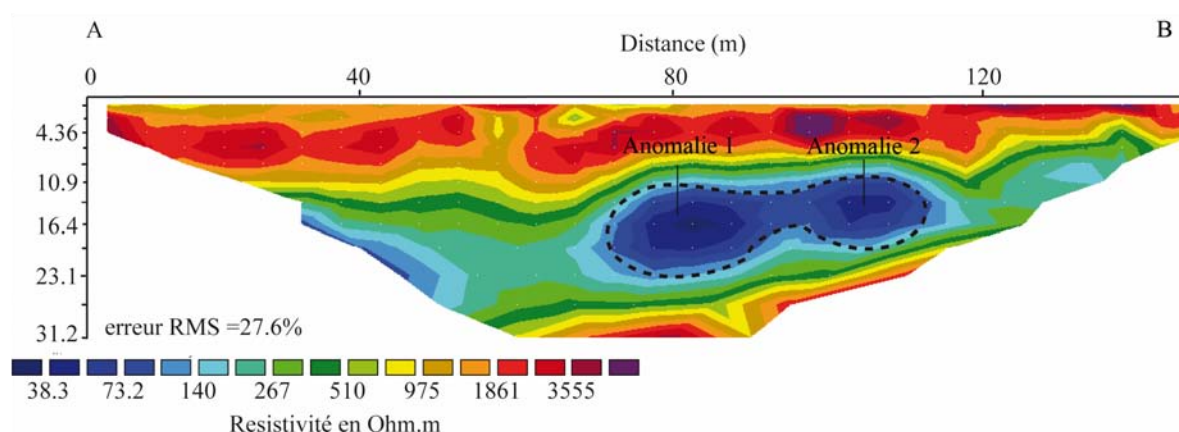 A B
Distance (m)
0 40 80 120
4.36
Anomalie 1 Anomalie 2
10.9
16.4
23.1
31.2
erreur RMS =27.6%
38.3 73.2 140 267 510 975 1861 3555
Resistivité en Ohm.m